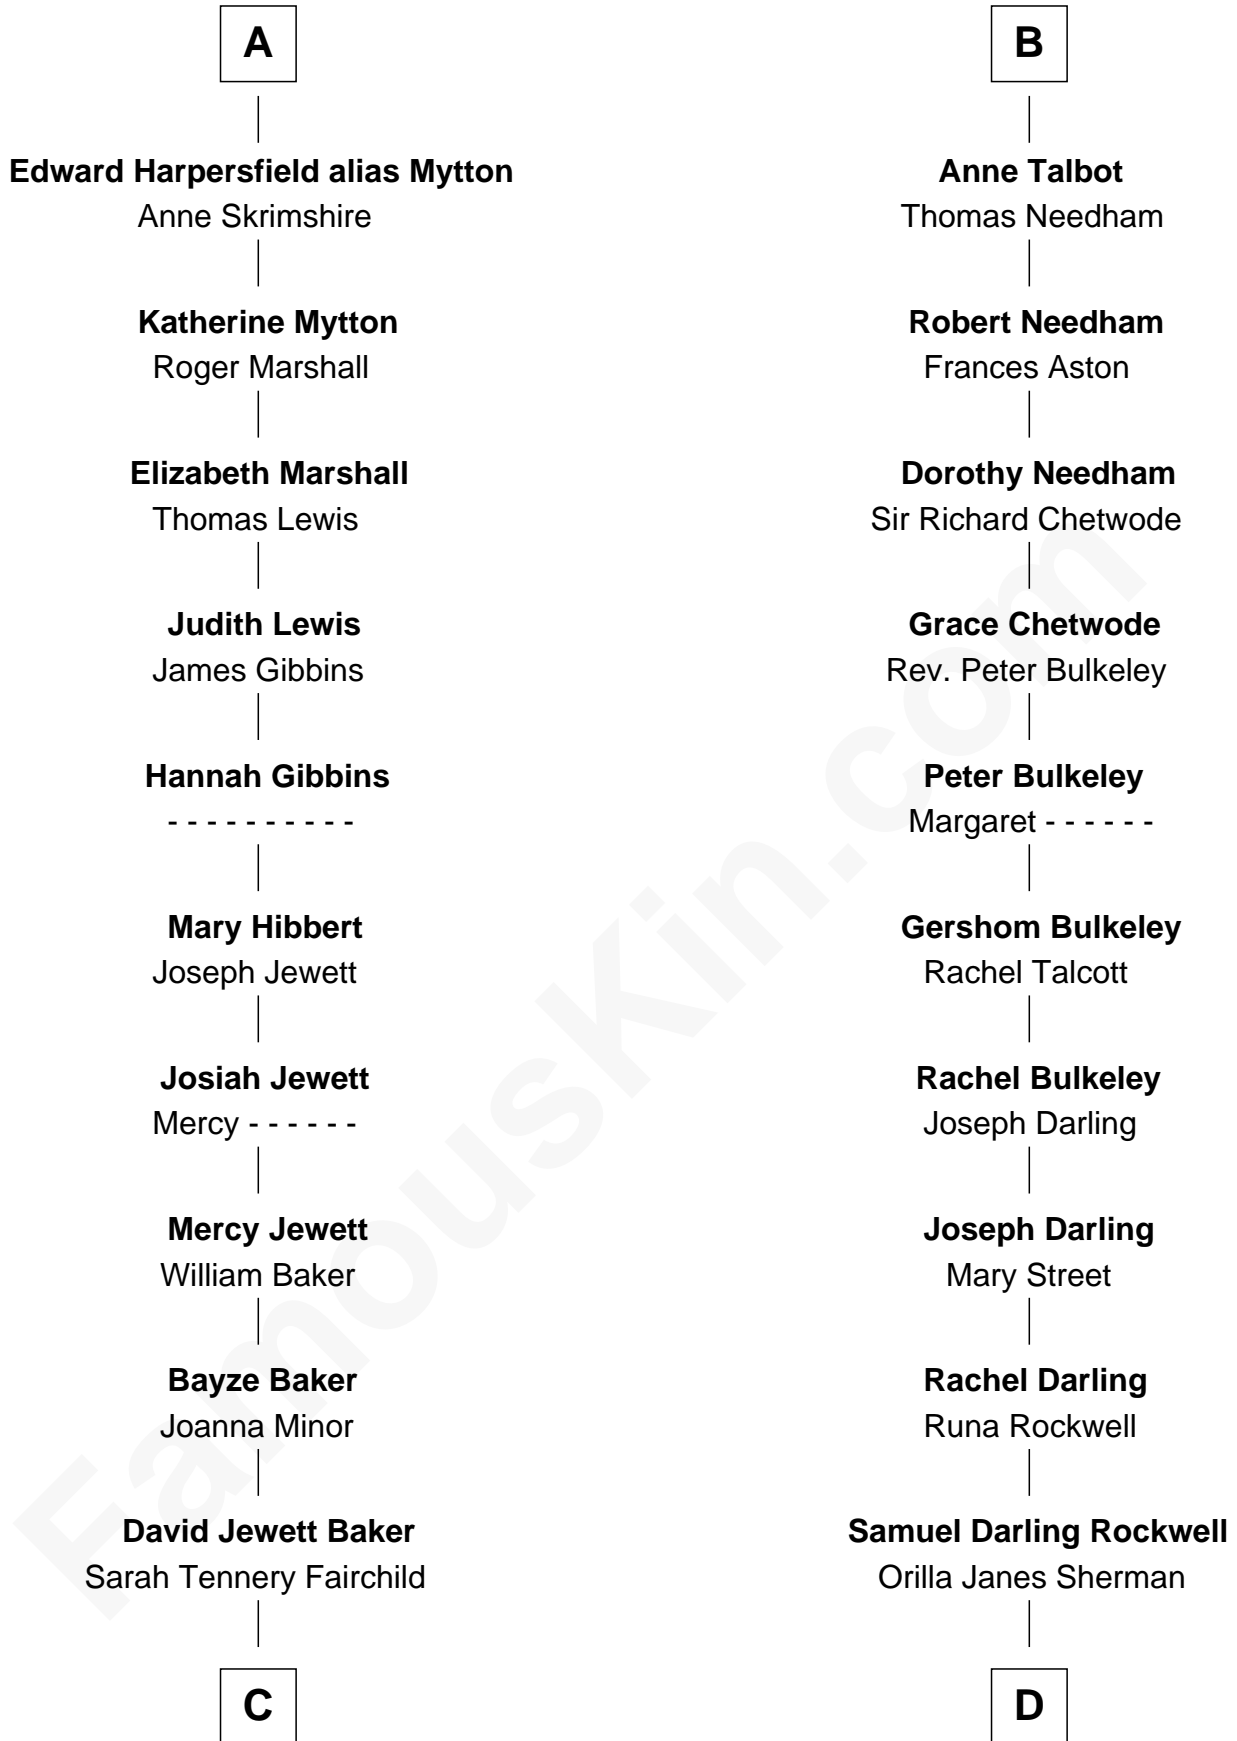 A
Edward Harpersfield alias Mytton
Anne Skrimshire
Katherine Mytton
Roger Marshall
Elizabeth Marshall
Thomas Lewis
Judith Lewis
James Gibbins
Hannah Gibbins
- - - - - - - - - -
Mary Hibbert
Joseph Jewett
Josiah Jewett
Mercy - - - - - -
Mercy Jewett
William Baker
Bayze Baker
Joanna Minor
David Jewett Baker
Sarah Tennery Fairchild
C
B
Anne Talbot
Thomas Needham
Robert Needham
Frances Aston
Dorothy Needham
Sir Richard Chetwode
Grace Chetwode
Rev. Peter Bulkeley
Peter Bulkeley
Margaret - - - - - -
Gershom Bulkeley
Rachel Talcott
Rachel Bulkeley
Joseph Darling
Joseph Darling
Mary Street
Rachel Darling
Runa Rockwell
Samuel Darling Rockwell
Orilla Janes Sherman
D
FamousKin.com